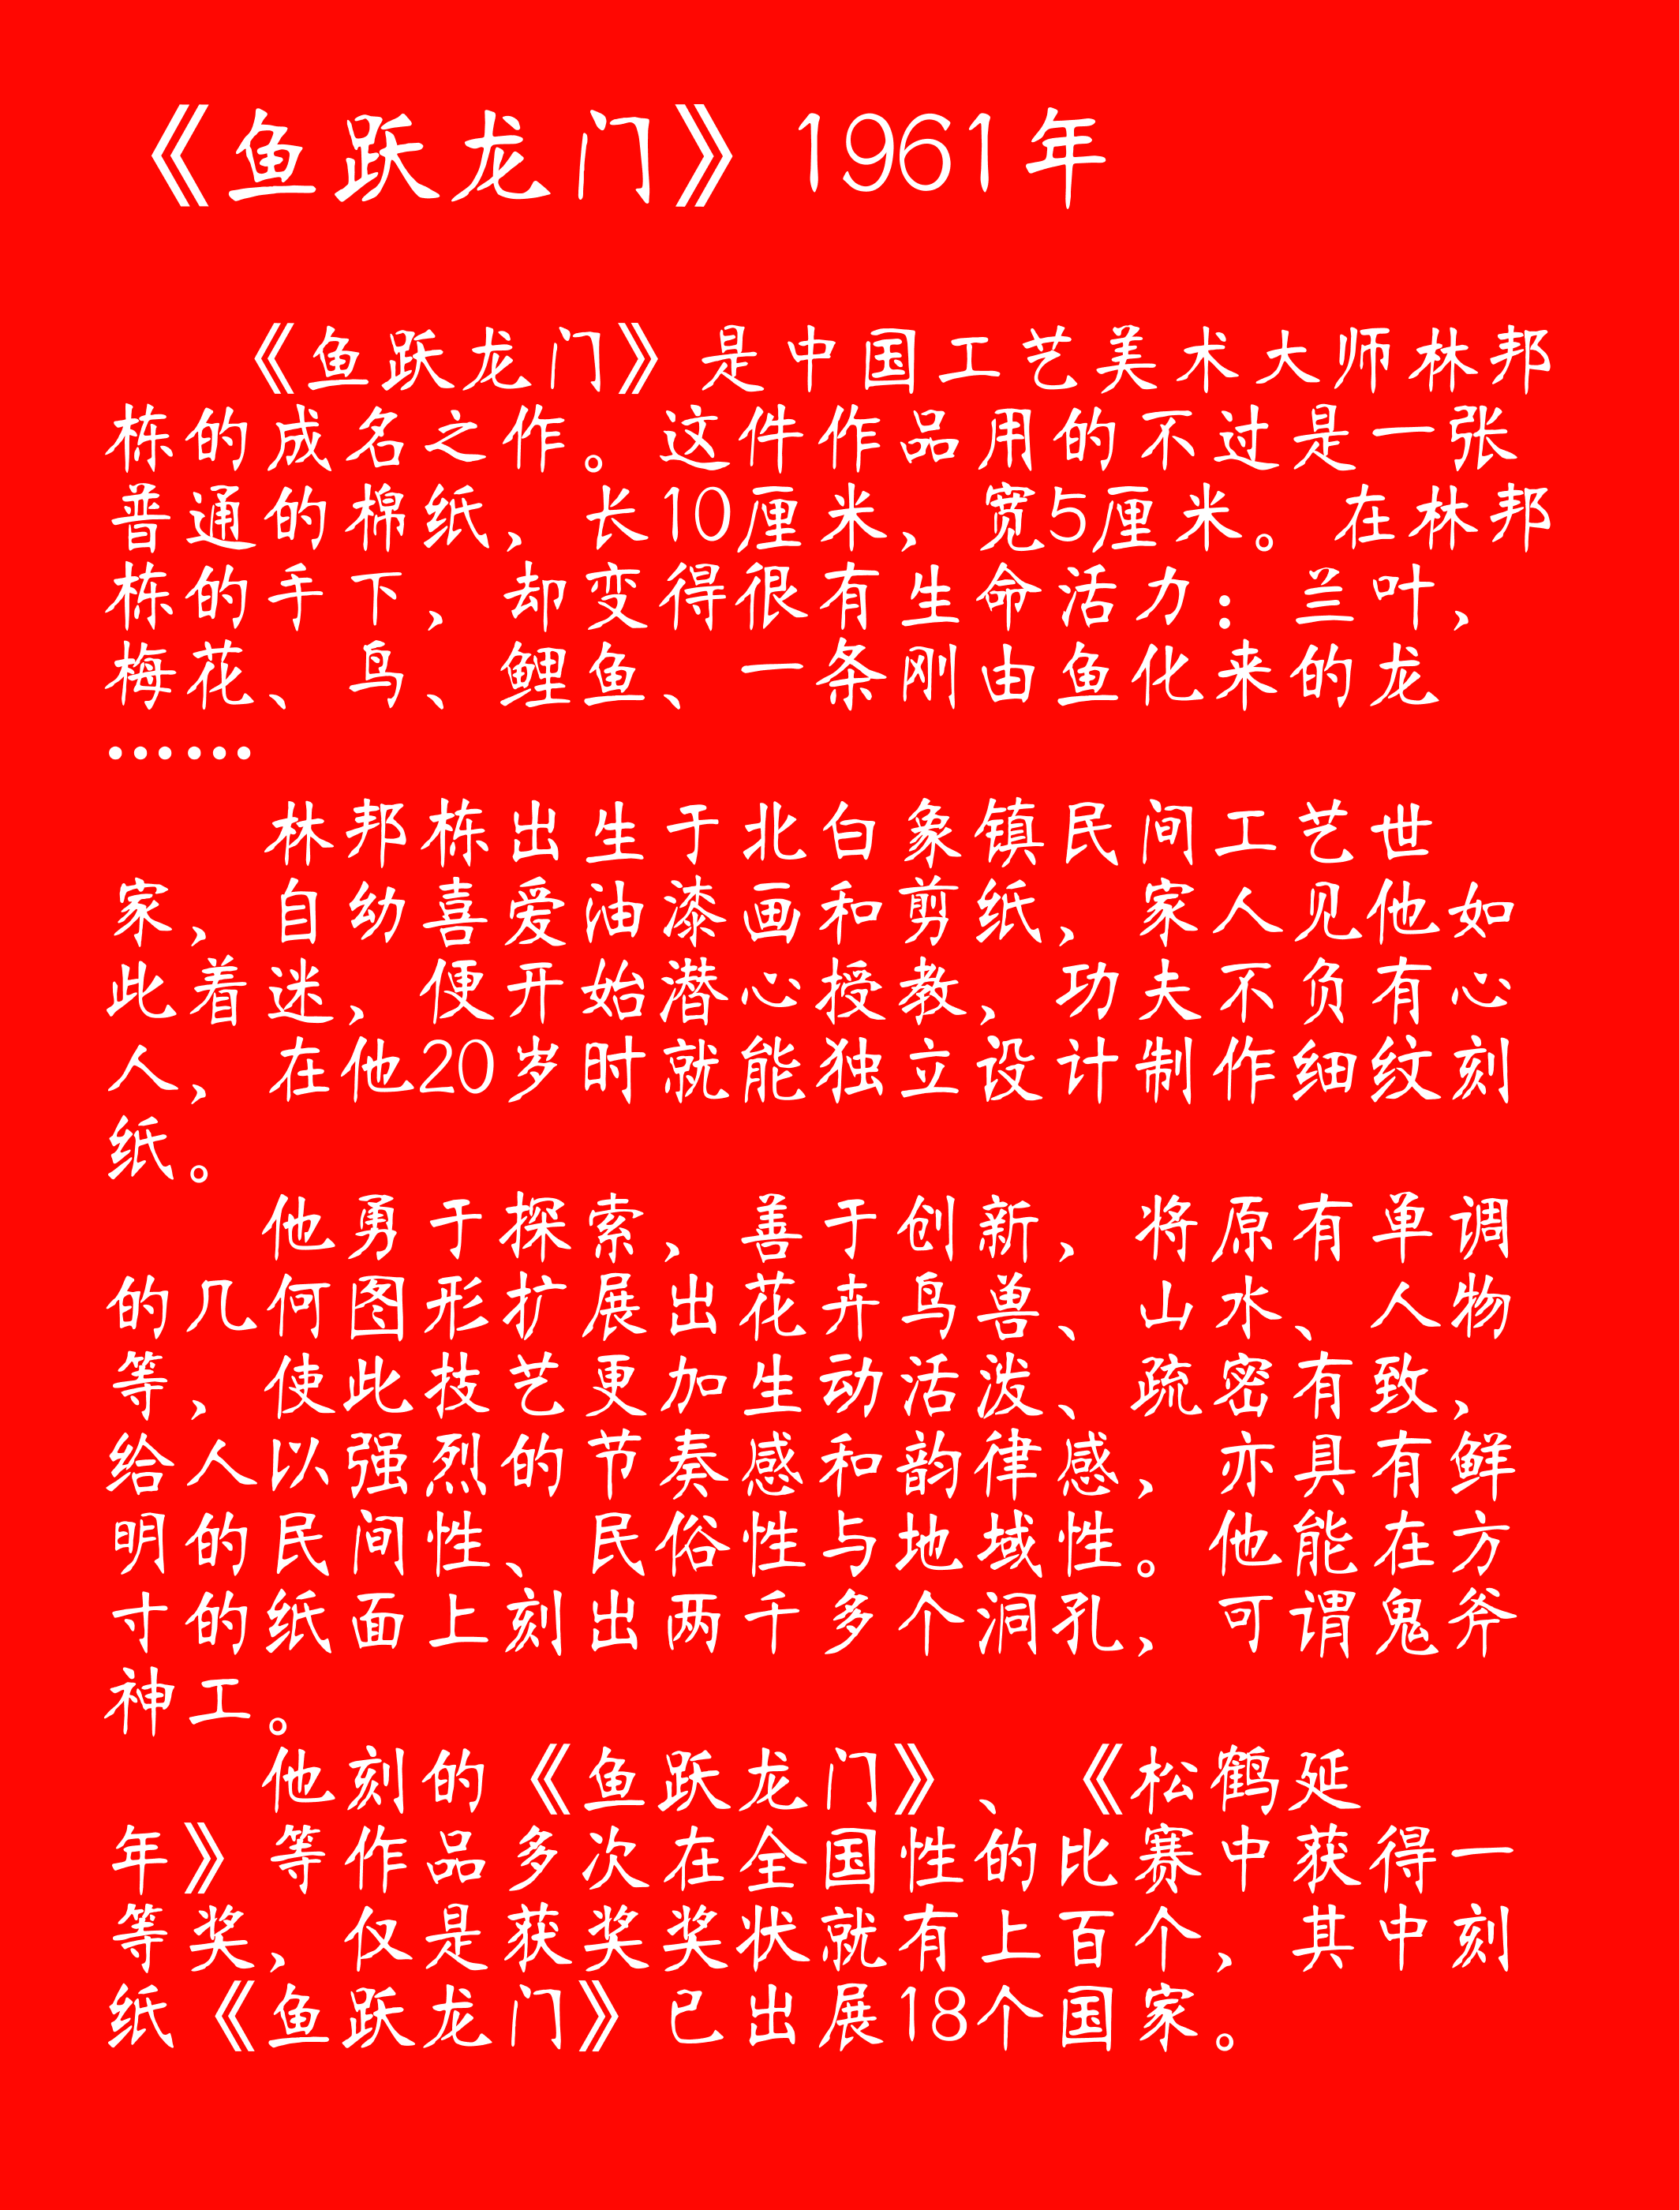 《鱼跃龙门》1961年
《鱼跃龙门》是中国工艺美术大师林邦
栋的成名之作。这件作品用的不过是一张
普通的棉纸，长10厘米，宽5厘米。在林邦
栋的手下，却变得很有生命活力：兰叶，
梅花、鸟、鲤鱼、一条刚由鱼化来的龙
……
林邦栋出生于北白象镇民间工艺世
家，自幼喜爱油漆画和剪纸，家人见他如
此着迷，便开始潜心授教，功夫不负有心
人，在他20岁时就能独立设计制作细纹刻
纸。
他勇于探索，善于创新，将原有单调
的几何图形扩展出花卉鸟兽、山水、人物
等，使此技艺更加生动活泼、疏密有致，
给人以强烈的节奏感和韵律感，亦具有鲜
明的民间性、民俗性与地域性。他能在方
寸的纸面上刻出两千多个洞孔，可谓鬼斧
神工。
他刻的《鱼跃龙门》、《松鹤延
年》等作品多次在全国性的比赛中获得一
等奖，仅是获奖奖状就有上百个，其中刻
纸《鱼跃龙门》已出展18个国家。